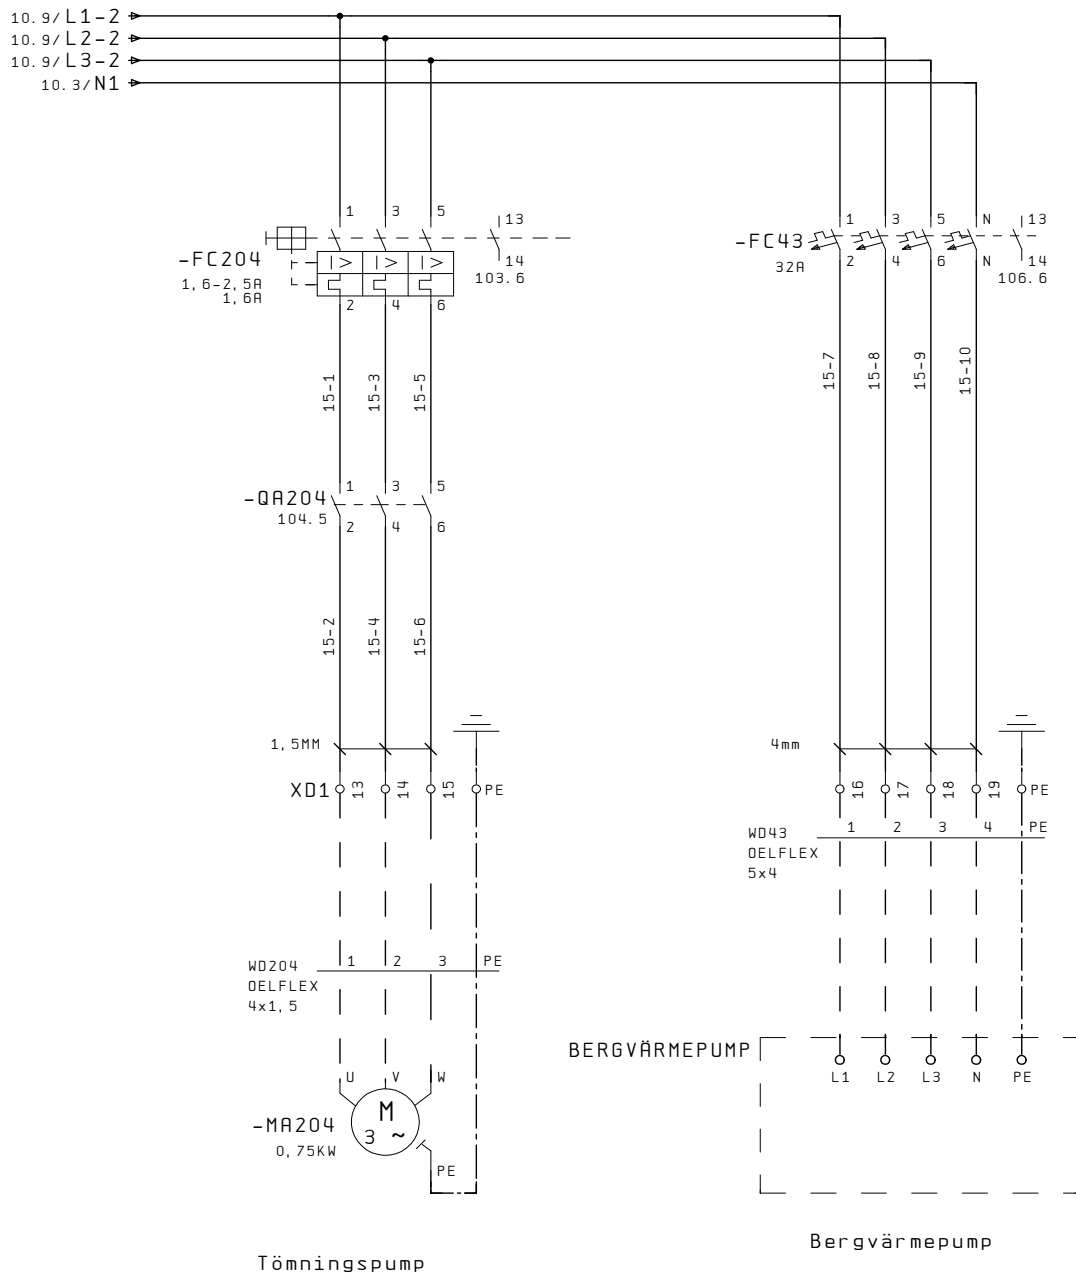 10.9/L1-2
10.9/L2-2
10.9/L3-2
10.3/N1
1 3 5 13
-FC204
14
1,6-2,5A
103.6
1,6A
I> I> I>
2 4 6
1 3 5 N 13
-FC43
32A
2 4 6 N 14
106.6
15-1 15-3 15-5
15-7 15-8 15-9 15-10
1 3 5
-QA204
104.5
2 4 6
15-2 15-4 15-6
1,5MM
4mm
XD1 13 14 15 PE
16 17 18 19 PE
WD43 1 2 3 4 PE
OELFLEX
5x4
WD204 1 2 3 PE
OELFLEX
4x1,5
BERGVÄRMEPUMP
L1 L2 L3 N PE
U V W
M
3 ~
-MA204
0,75KW
PE
Bergvärmepump
Tömningspump